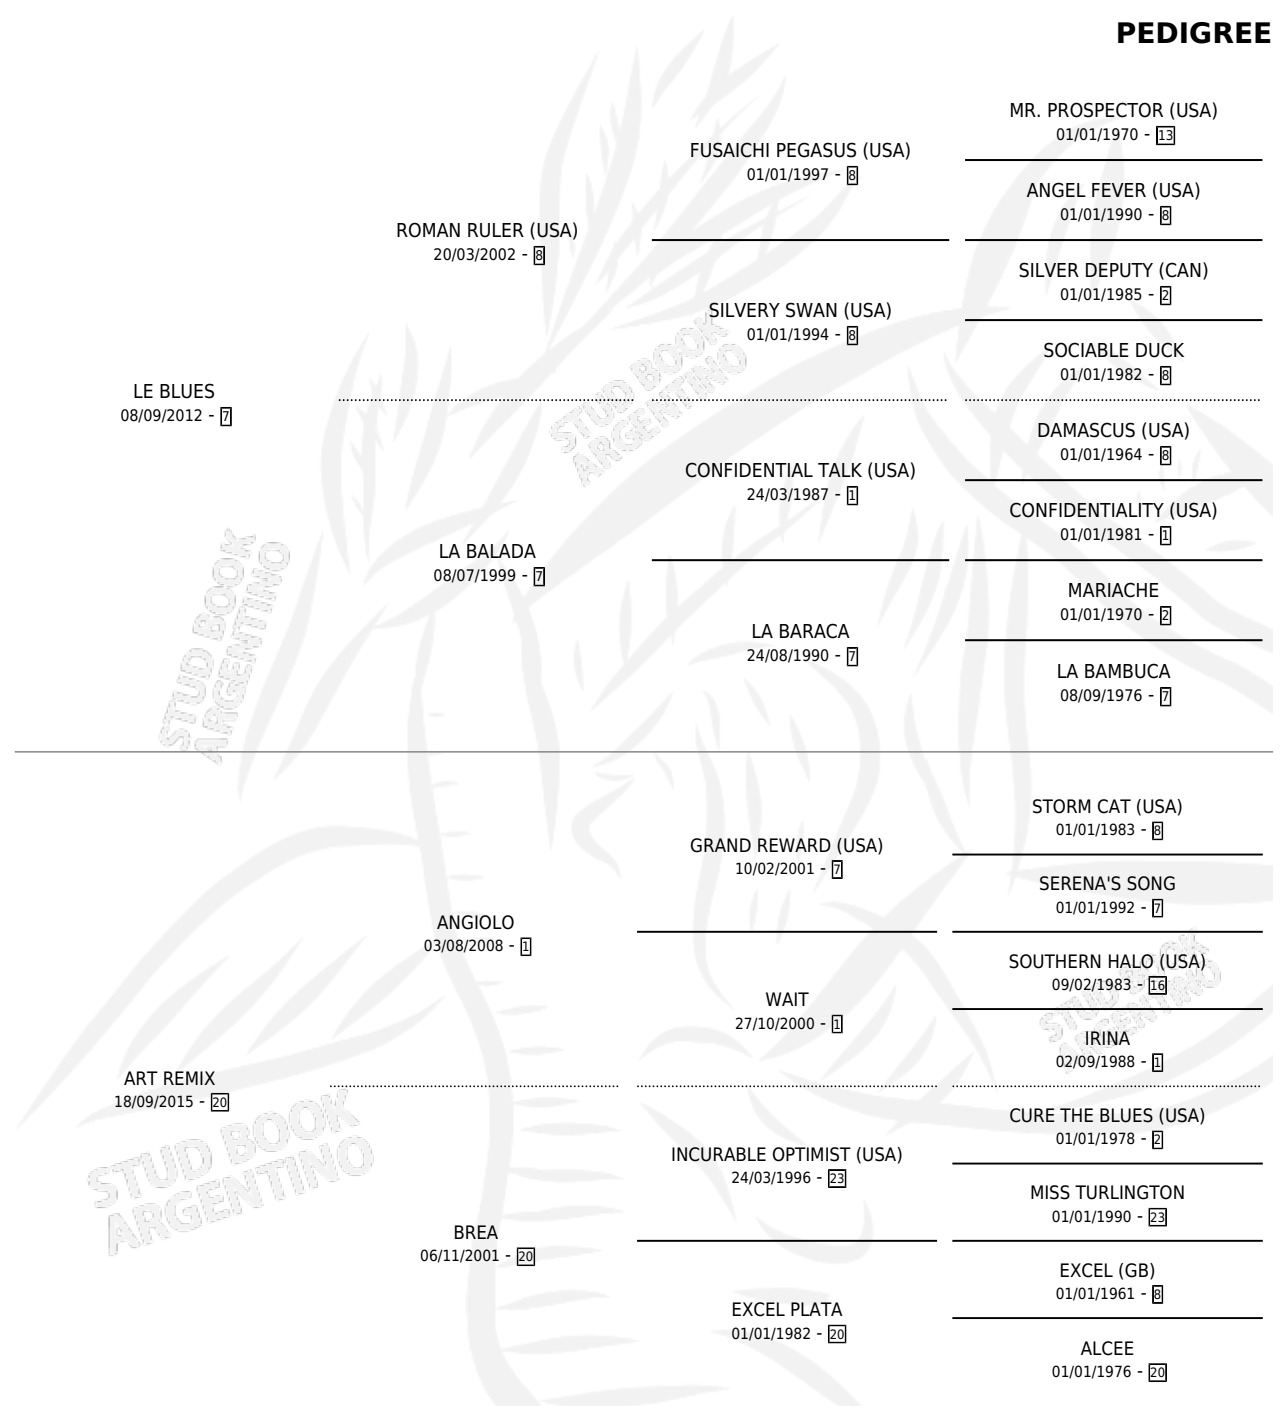 PEDIGREE
MR. PROSPECTOR (USA)
01/01/1970 - 13
FUSAICHI PEGASUS (USA)
01/01/1997 - 8
ANGEL FEVER (USA)
01/01/1990 - 8
ROMAN RULER (USA)
20/03/2002 - 8
SILVER DEPUTY (CAN)
01/01/1985 - 2
SILVERY SWAN (USA)
01/01/1994 - 8
SOCIABLE DUCK
01/01/1982 - 8
LE BLUES
08/09/2012 - 7
STUD BOOK
ARGENTINO
DAMASCUS (USA)
01/01/1964 - 8
CONFIDENTIAL TALK (USA)
24/03/1987 - 1
CONFIDENTIALITY (USA)
01/01/1981 - 1
LA BALADA
08/07/1999 - 7
MARIACHE
01/01/1970 - 2
LA BARACA
24/08/1990 - 7
LA BAMBUCA
08/09/1976 - 7
STUD BOOK
ARGENTINO
STORM CAT (USA)
01/01/1983 - 8
GRAND REWARD (USA)
10/02/2001 - 7
SERENA'S SONG
01/01/1992 - 7
ANGIOLO
03/08/2008 - 1
SOUTHERN HALO (USA)
09/02/1983 - 16
WAIT
27/10/2000 - 1
STUD BOOK
ARGENTINO
IRINA
02/09/1988 - 1
ART REMIX
18/09/2015 - 20
CURE THE BLUES (USA)
01/01/1978 - 2
INCURABLE OPTIMIST (USA)
24/03/1996 - 23
MISS TURLINGTON
01/01/1990 - 23
STUD BOOK
ARGENTINO
BREA
06/11/2001 - 20
EXCEL (GB)
01/01/1961 - 8
EXCEL PLATA
01/01/1982 - 20
ALCEE
01/01/1976 - 20